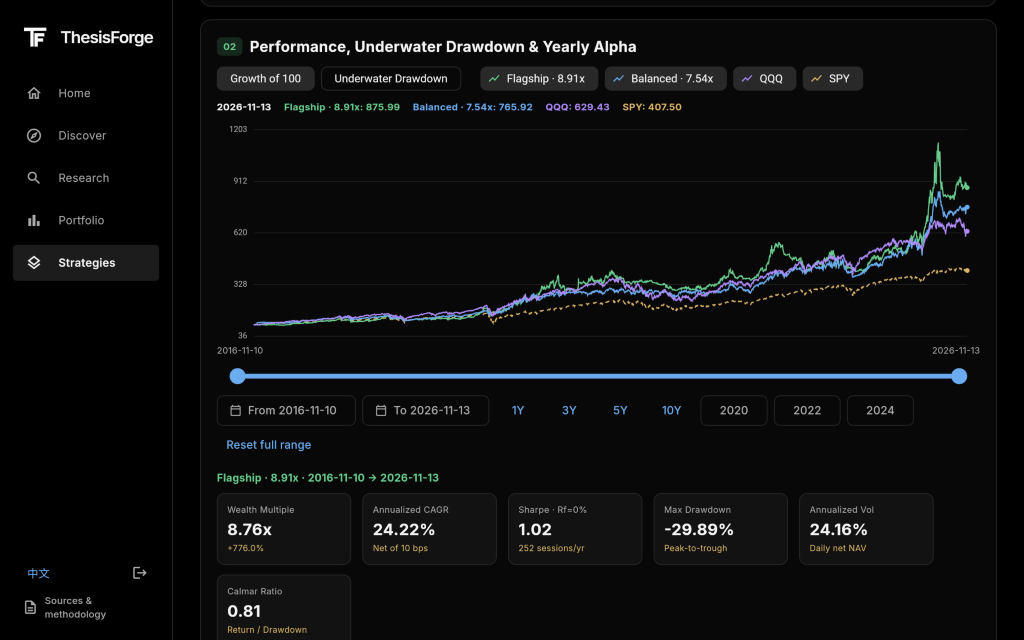 ThesisForge
Home
Discover
Research
Portfolio
Strategies
中文
Sources &
methodology
02 Performance, Underwater Drawdown & Yearly Alpha
Growth of 100 Underwater Drawdown Flagship · 8.91x Balanced · 7.54x QQQ SPY
2026-11-13 Flagship · 8.91x: 875.99 Balanced · 7.54x: 765.92 QQQ: 629.43 SPY: 407.50
1203
912
620
328
36
2016-11-10 2026-11-13
From 2016-11-10 To 2026-11-13 1Y 3Y 5Y 10Y 2020 2022 2024
Reset full range
Flagship · 8.91x · 2016-11-10 → 2026-11-13
Wealth Multiple
8.76x
+776.0%
Annualized CAGR
24.22%
Net of 10 bps
Sharpe · Rf=0%
1.02
252 sessions/yr
Max Drawdown
-29.89%
Peak-to-trough
Annualized Vol
24.16%
Daily net NAV
Calmar Ratio
0.81
Return / Drawdown